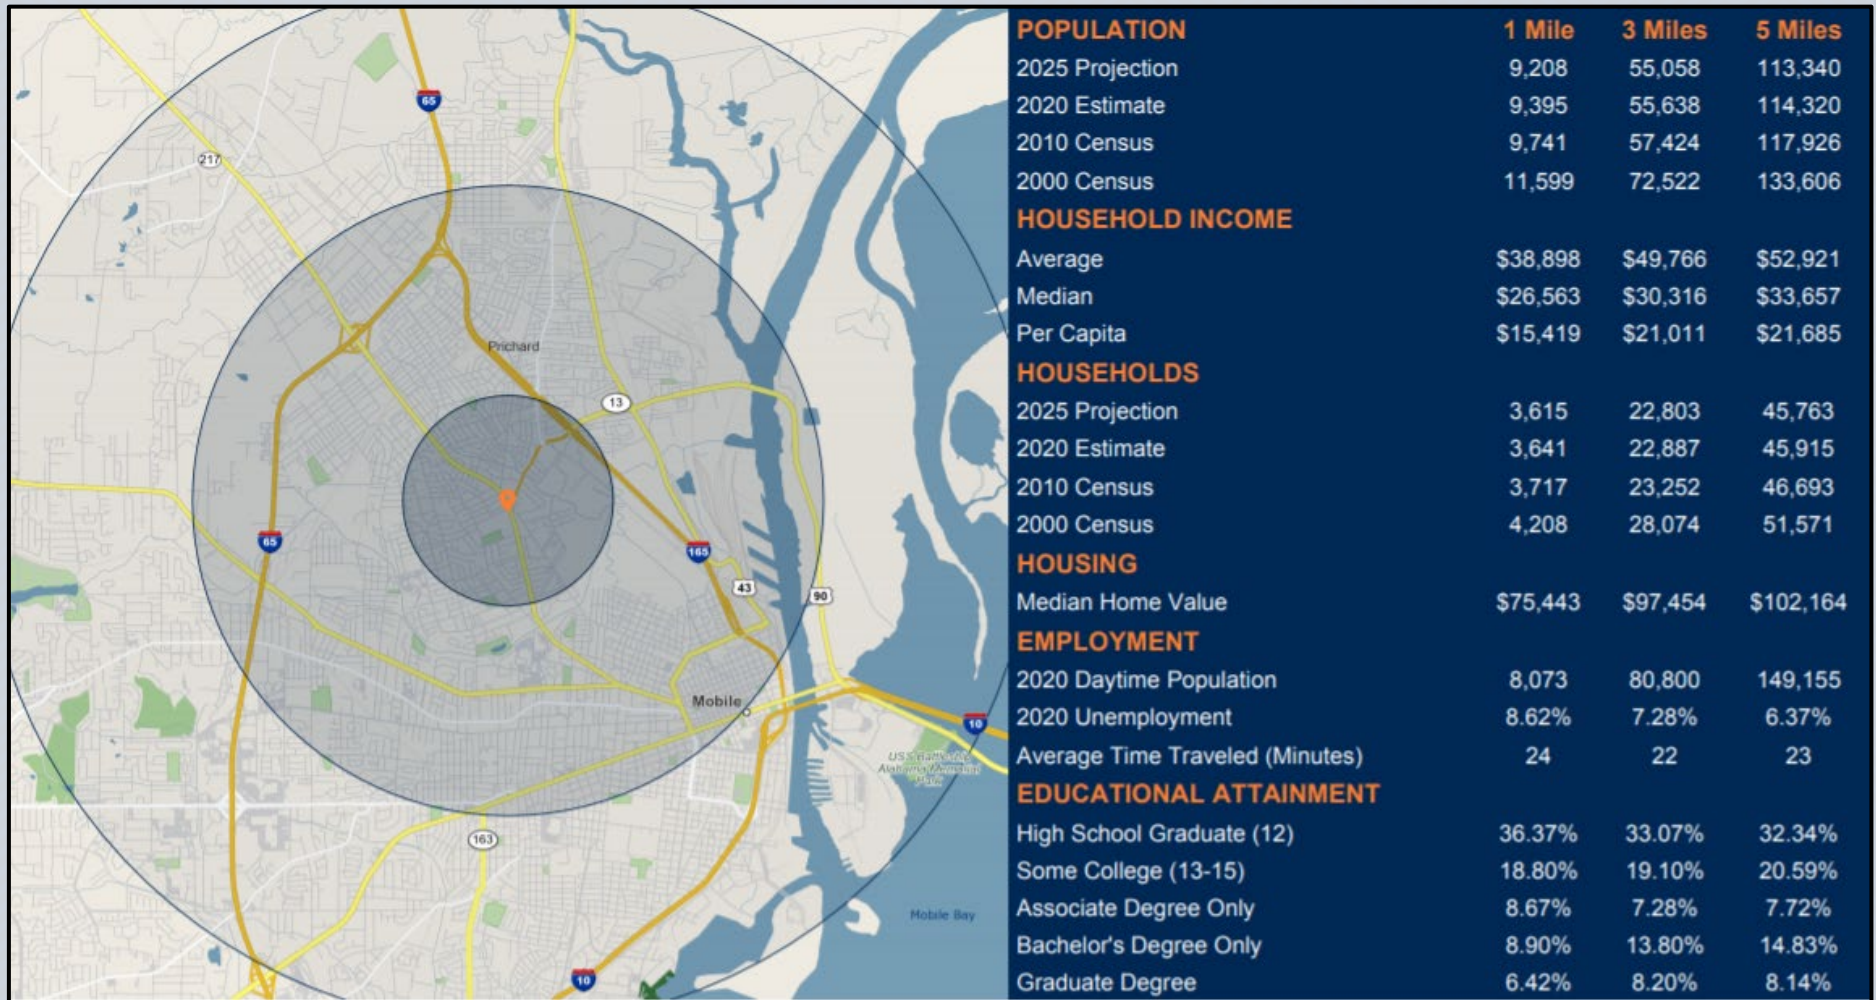 65
217
Prichard
13
65
165
43
90
Mobile
10
USS Battleship
Alabama Memorial
Park
163
Mobile Bay
10
POPULATION 1 Mile 3 Miles 5 Miles
2025 Projection 9,208 55,058 113,340
2020 Estimate 9,395 55,638 114,320
2010 Census 9,741 57,424 117,926
2000 Census 11,599 72,522 133,606
HOUSEHOLD INCOME
Average $38,898 $49,766 $52,921
Median $26,563 $30,316 $33,657
Per Capita $15,419 $21,011 $21,685
HOUSEHOLDS
2025 Projection 3,615 22,803 45,763
2020 Estimate 3,641 22,887 45,915
2010 Census 3,717 23,252 46,693
2000 Census 4,208 28,074 51,571
HOUSING
Median Home Value $75,443 $97,454 $102,164
EMPLOYMENT
2020 Daytime Population 8,073 80,800 149,155
2020 Unemployment 8.62% 7.28% 6.37%
Average Time Traveled (Minutes) 24 22 23
EDUCATIONAL ATTAINMENT
High School Graduate (12) 36.37% 33.07% 32.34%
Some College (13-15) 18.80% 19.10% 20.59%
Associate Degree Only 8.67% 7.28% 7.72%
Bachelor's Degree Only 8.90% 13.80% 14.83%
Graduate Degree 6.42% 8.20% 8.14%